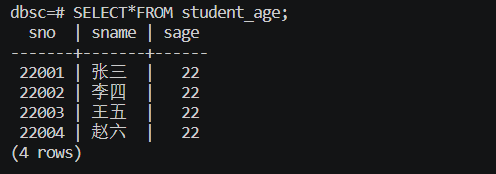 dbsc=# SELECT*FROM student_age;
sno | sname | sage
-------+-------+------
22001 | 张三 | 22
22002 | 李四 | 22
22003 | 王五 | 22
22004 | 赵六 | 22
(4 rows)